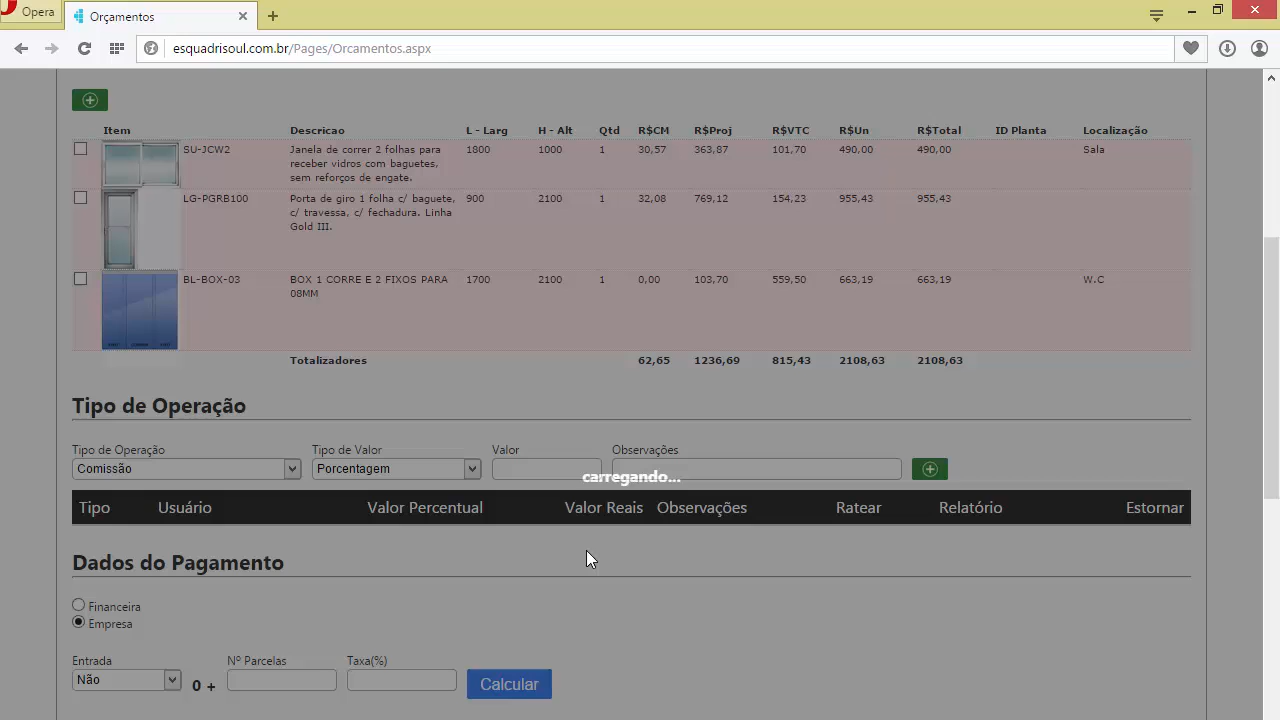 Opera
Orçamentos
esquadrisoul.com.br/Pages/Orcamentos.aspx
Item Descricao L - Larg H - Alt Qtd R$CM R$Proj R$VTC R$Un R$Total ID Planta Localização
SU-JCW2 Janela de correr 2 folhas para 1800 1000 1 30,57 363,87 101,70 490,00 490,00 Sala
receber vidros com baguetes,
sem reforços de engate.
LG-PGRB100 Porta de giro 1 folha c/ baguete, 900 2100 1 32,08 769,12 154,23 955,43 955,43
c/ travessa, c/ fechadura. Linha
Gold III.
BL-BOX-03 BOX 1 CORRE E 2 FIXOS PARA 1700 2100 1 0,00 103,70 559,50 663,19 663,19 W.C
08MM
Totalizadores 62,65 1236,69 815,43 2108,63 2108,63
Tipo de Operação
Tipo de Operação Tipo de Valor Valor Observações
Comissão Porcentagem
carregando...
Tipo Usuário Valor Percentual Valor Reais Observações Ratear Relatório Estornar
Dados do Pagamento
Financeira
Empresa
Entrada Nº Parcelas Taxa(%)
Não 0 + Calcular